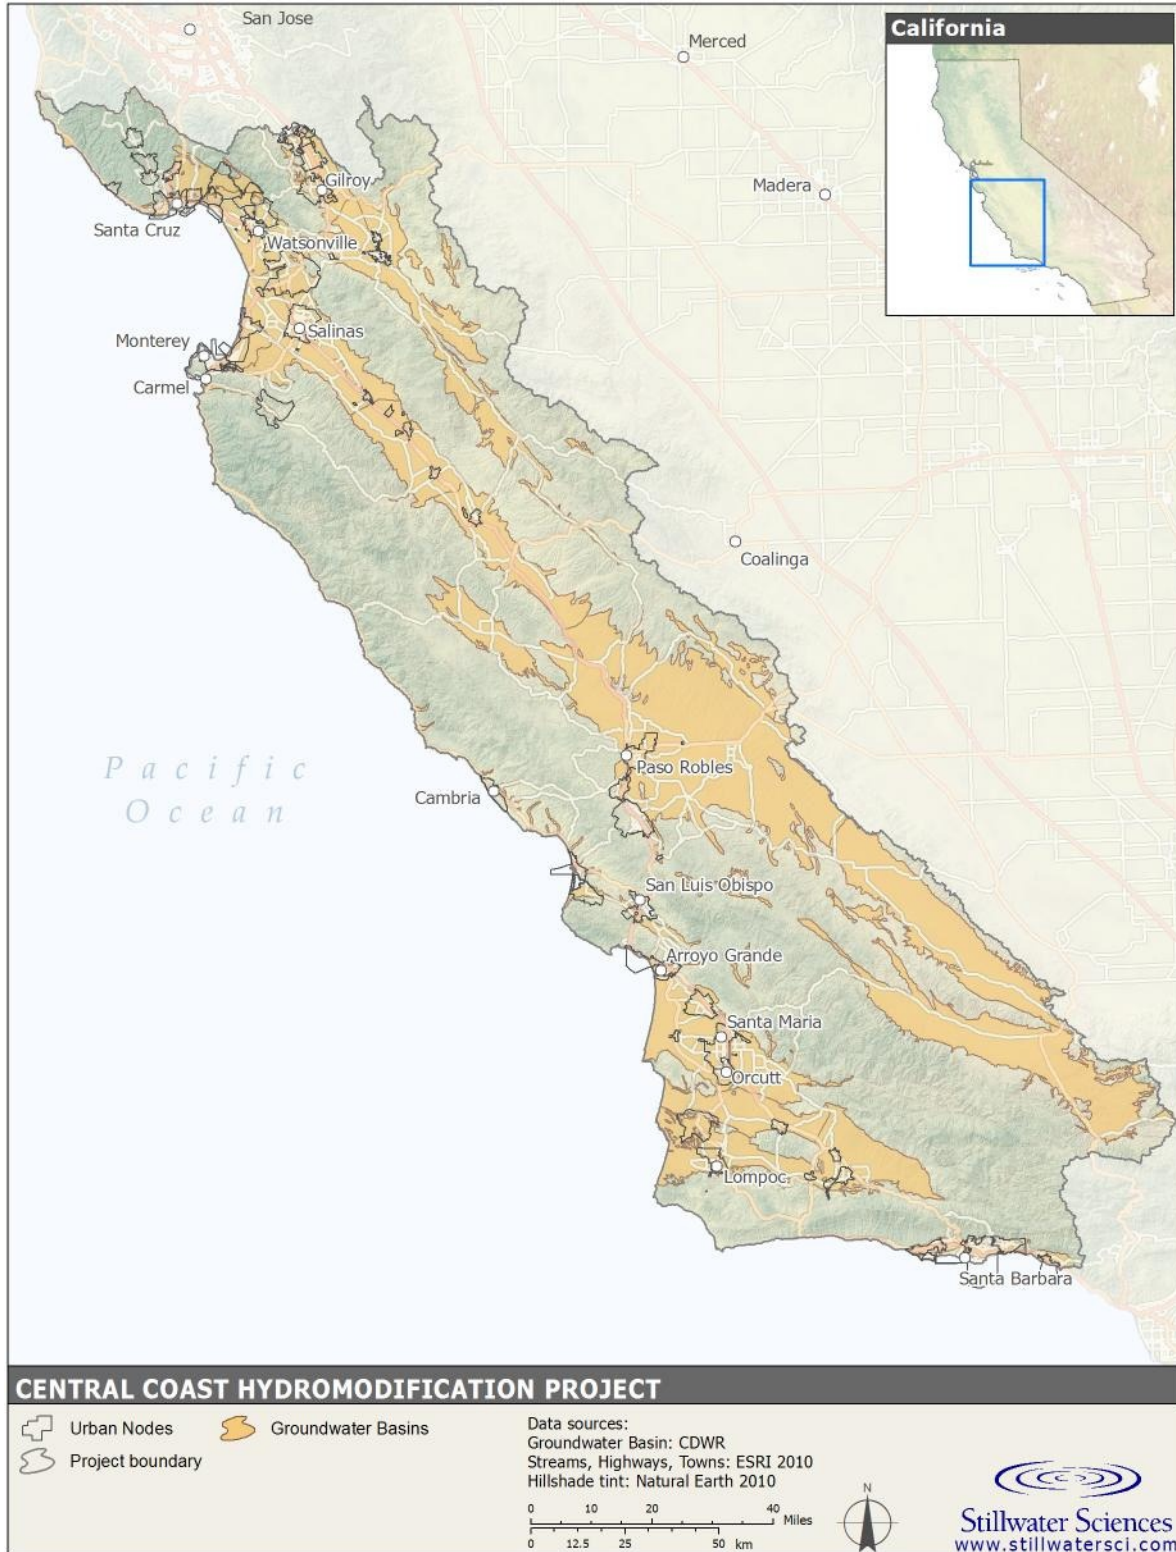 San Jose
Merced
California
Madera
Gilroy
Santa Cruz
Watsonville
Salinas
Monterey
Carmel
Coalinga
Pacific
Ocean
Paso Robles
Cambria
San Luis Obispo
Arroyo Grande
Santa Maria
Orcutt
Lompoc
Santa Barbara
CENTRAL COAST HYDROMODIFICATION PROJECT
Urban Nodes
Groundwater Basins
Project boundary
Data sources:
Groundwater Basin: CDWR
Streams, Highways, Towns: ESRI 2010
Hillshade tint: Natural Earth 2010
0 10 20 40 Miles
0 12.5 25 50 km
N
Stillwater Sciences
www.stillwatersci.com